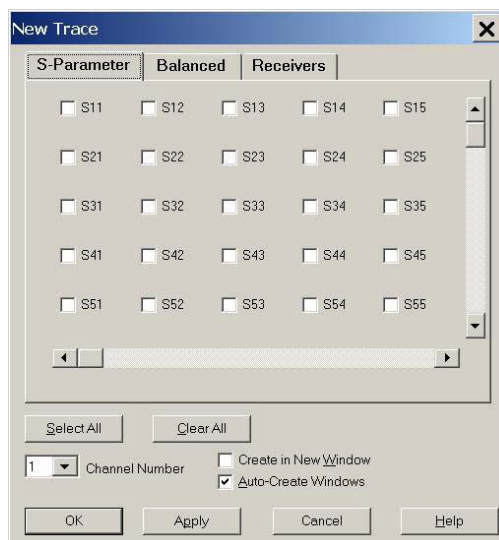 New Trace
S-Parameter Balanced Receivers
S11 S12 S13 S14 S15
S21 S22 S23 S24 S25
S31 S32 S33 S34 S35
S41 S42 S43 S44 S45
S51 S52 S53 S54 S55
Select All Clear All
1 Channel Number
Create in New Window
Auto-Create Windows
OK Apply Cancel Help